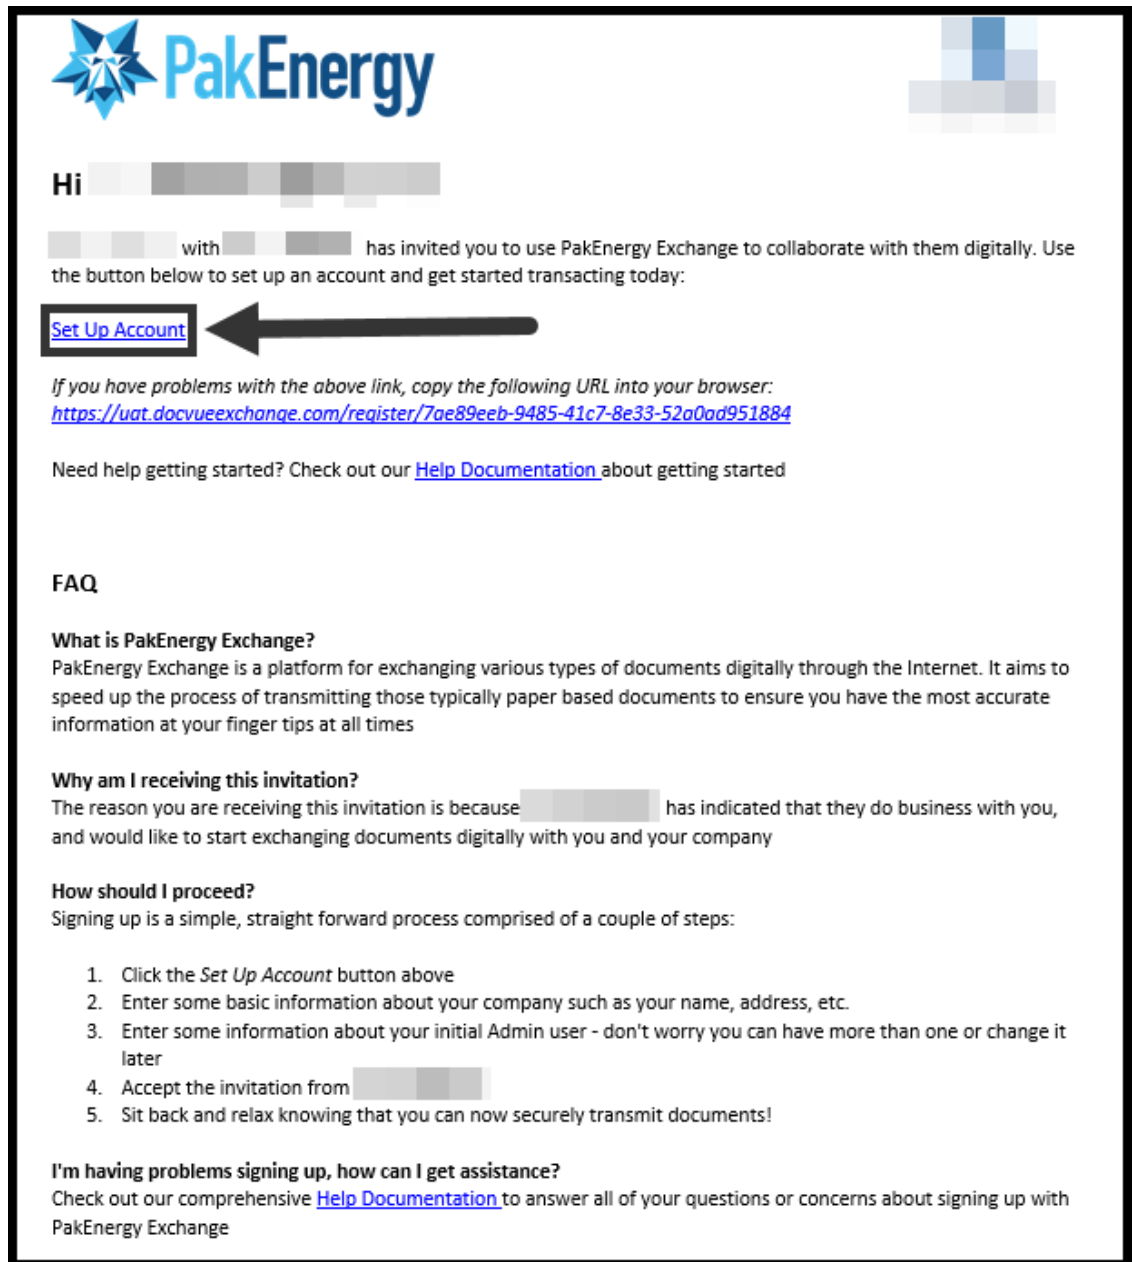 PakEnergy
Hi
with has invited you to use PakEnergy Exchange to collaborate with them digitally. Use
the button below to set up an account and get started transacting today:
Set Up Account
If you have problems with the above link, copy the following URL into your browser:
https://uat.docvueexchange.com/register/7ae89eeb-9485-41c7-8e33-52a0ad951884
Need help getting started? Check out our Help Documentation about getting started
FAQ
What is PakEnergy Exchange?
PakEnergy Exchange is a platform for exchanging various types of documents digitally through the Internet. It aims to
speed up the process of transmitting those typically paper based documents to ensure you have the most accurate
information at your finger tips at all times
Why am I receiving this invitation?
The reason you are receiving this invitation is because has indicated that they do business with you,
and would like to start exchanging documents digitally with you and your company
How should I proceed?
Signing up is a simple, straight forward process comprised of a couple of steps:
1. Click the Set Up Account button above
2. Enter some basic information about your company such as your name, address, etc.
3. Enter some information about your initial Admin user - don't worry you can have more than one or change it
later
4. Accept the invitation from
5. Sit back and relax knowing that you can now securely transmit documents!
I'm having problems signing up, how can I get assistance?
Check out our comprehensive Help Documentation to answer all of your questions or concerns about signing up with
PakEnergy Exchange